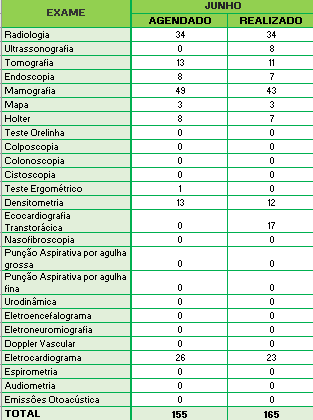 EXAME JUNHO
AGENDADO REALIZADO
Radiologia 34 34
Ultrassonografia 0 8
Tomografia 13 11
Endoscopia 8 7
Mamografia 49 43
Mapa 3 3
Holter 8 7
Teste Orelinha 0 0
Colposcopia 0 0
Colonoscopia 0 0
Cistoscopia 0 0
Teste Ergométrico 1 0
Densitometria 13 12
Ecocardiografia
Transtorácica 0 17
Nasofibroscopia 0 0
Punção Aspirativa por agulha
grossa 0 0
Punção Aspirativa por agulha
fina 0 0
Urodinâmica 0 0
Eletroencefalograma 0 0
Eletroneuromiografia 0 0
Doppler Vascular 0 0
Eletrocardiograma 26 23
Espirometria 0 0
Audiometria 0 0
Emissões Otoacústica 0 0
TOTAL 155 165